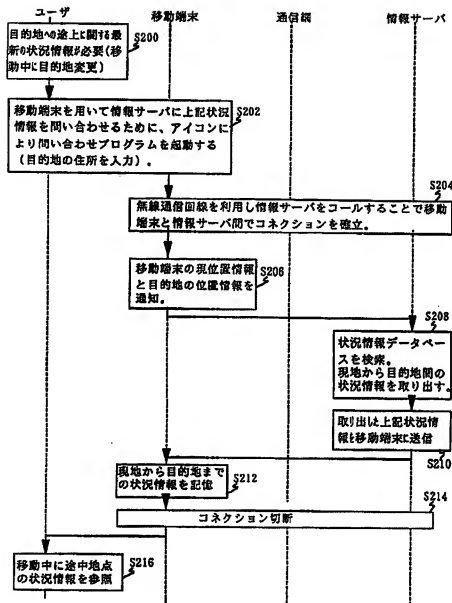 ユーザ
移動端末
通信網
情報サーバ
目的地への途上に関する最
新の状況情報が必要(移
動中に目的地変更)
S200
移動端末を用いて情報サーバに上記状況
情報を問い合わせるために、アイコン
により問い合わせプログラムを起動する
(目的地の住所を入力)。
S202
S204
無線通信回線を利用し情報サーバをコールすることで移動
端末と情報サーバ間でコネクションを確立。
移動端末の現位置情報
と目的地の位置情報を
通知。
S206
S208
状況情報データベー
スを検索。
現地から目的地間の
状況情報を取り出す。
取り出した上記状況情
報を移動端末に送信
S210
現地から目的地まで
の状況情報を記憶
S212
S214
コネクション切断
移動中に途中地点
の状況情報を参照
S216